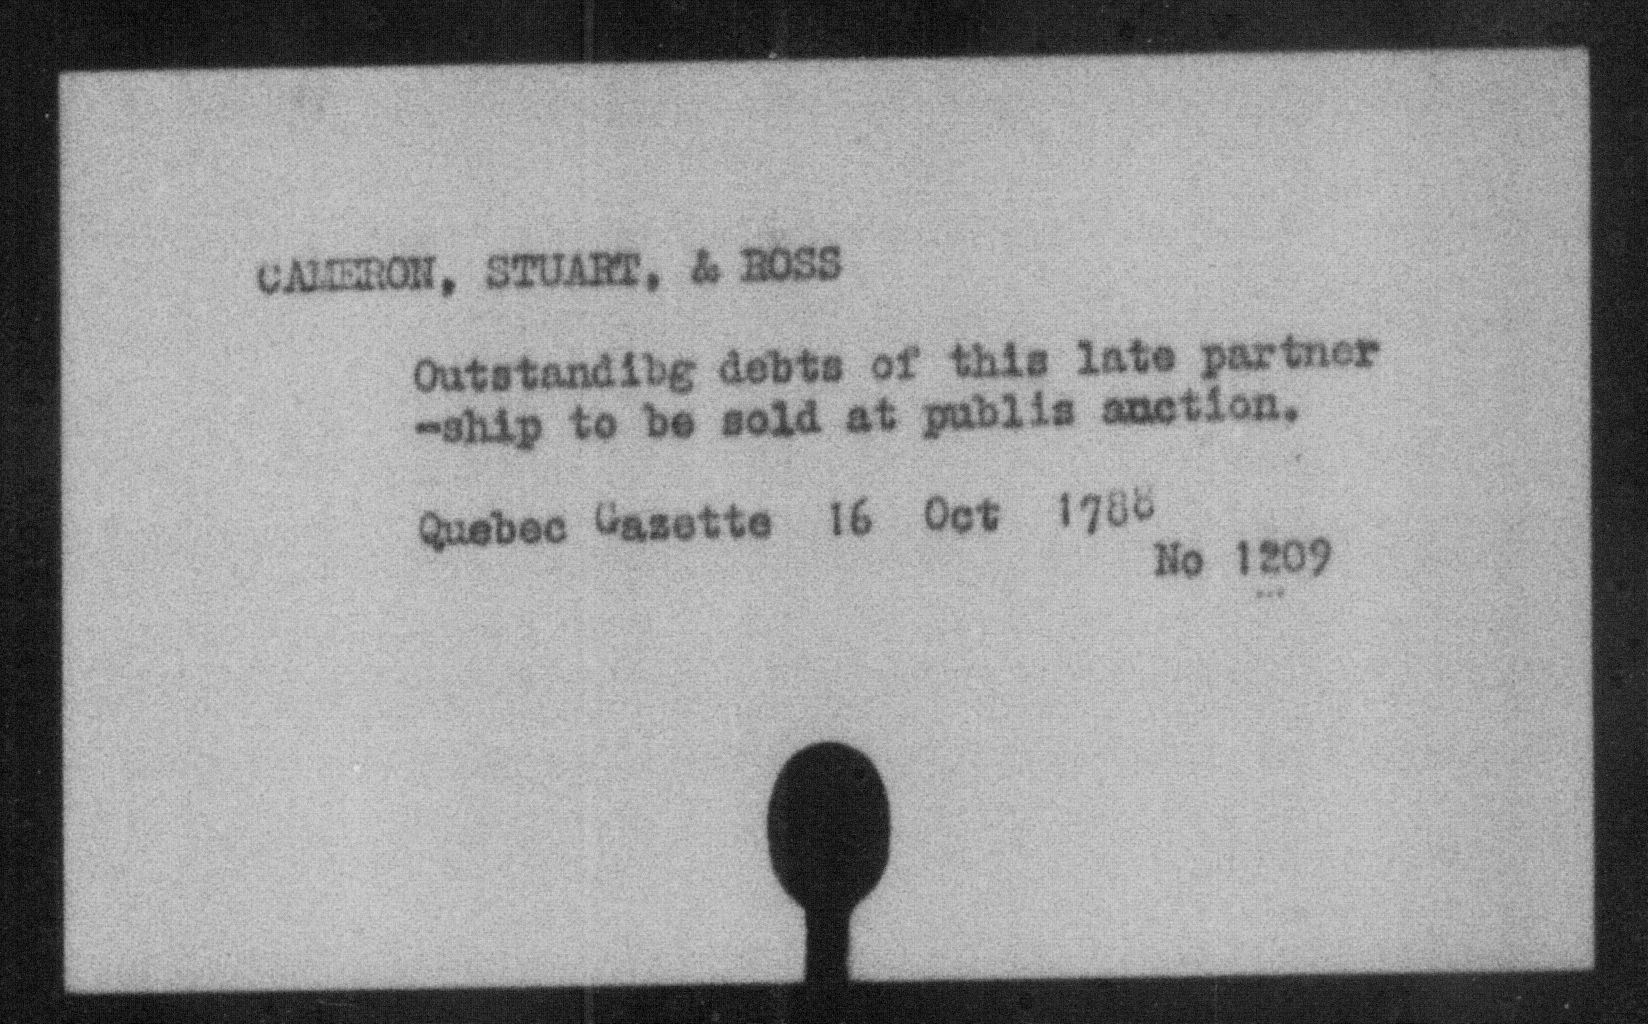 CAMERON, STUART, & ROSS
Outstandibg debts of this late partner
-ship to be sold at publis auction.
Quebec Gazette 16 Oct 1788
No 1209